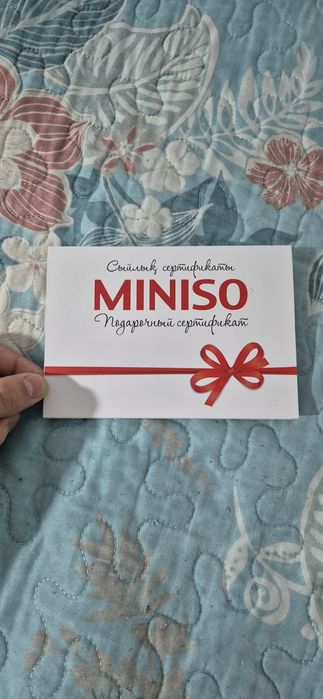 Сыйлық сертификаты
MINISO
Подарочный сертификат